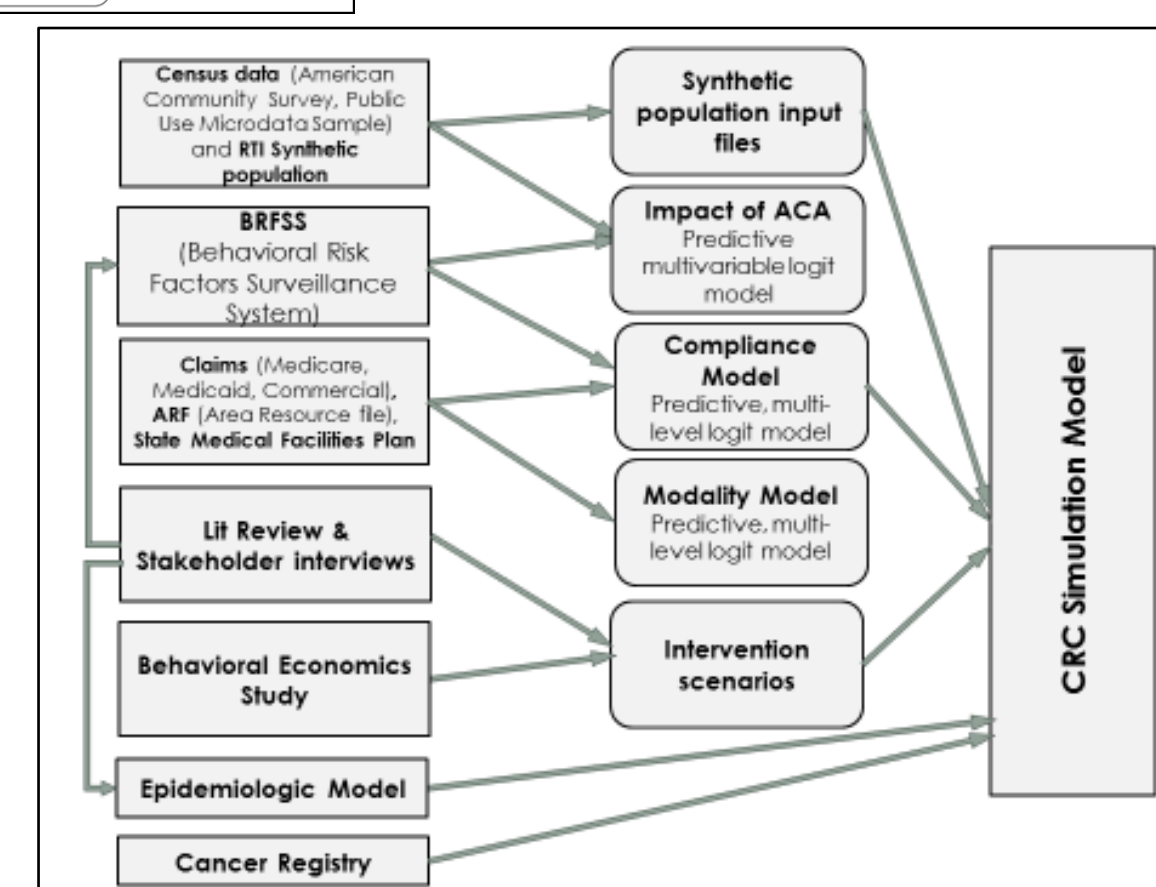 Census data (American
Community Survey, Public
Use Microdata Sample)
and RTI Synthetic
population
BRFSS
(Behavioral Risk
Factors Surveillance
System)
Claims (Medicare,
Medicaid, Commercial),
ARF (Area Resource file),
State Medical Facilities Plan
Lit Review &
Stakeholder interviews
Behavioral Economics
Study
Epidemiologic Model
Cancer Registry
Synthetic
population input
files
Impact of ACA
Predictive
multivariable logit
model
Compliance
Model
Predictive, multi-
level logit model
Modality Model
Predictive, multi-
level logit model
Intervention
scenarios
CRC Simulation Model